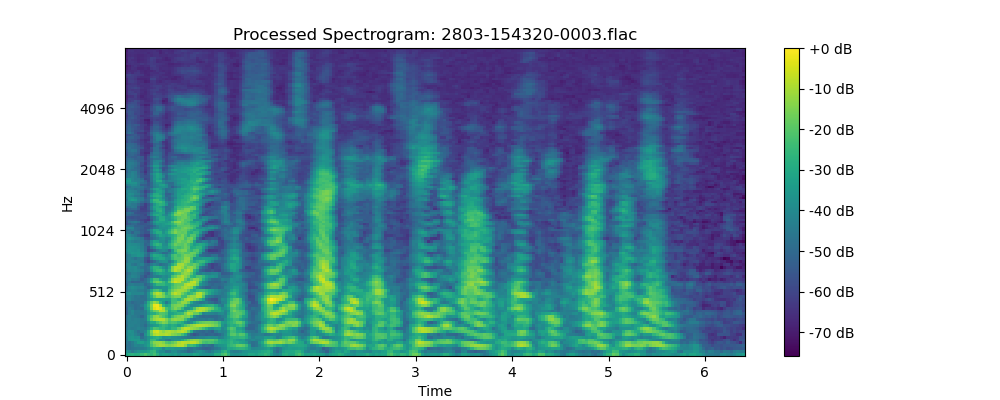 Processed Spectrogram: 2803-154320-0003.flac
Hz
4096
2048
1024
512
0
0 1 2 3 4 5 6
Time
+0 dB
-10 dB
-20 dB
-30 dB
-40 dB
-50 dB
-60 dB
-70 dB